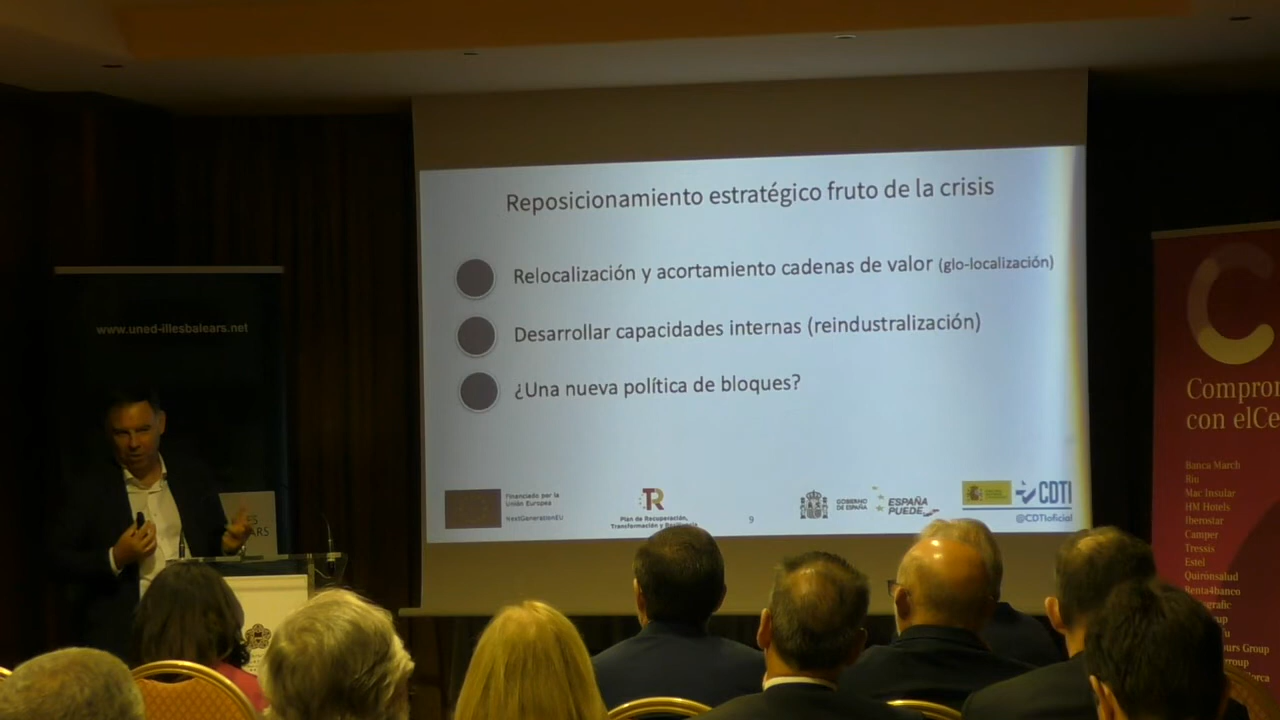 www.uned-illesbalears.net
Reposicionamiento estratégico fruto de la crisis
Relocalización y acortamiento cadenas de valor (glo-localización)
Desarrollar capacidades internas (reindustralización)
¿Una nueva política de bloques?
Financiado por la
Unión Europea
NextGenerationEU
Plan de Recuperación,
Transformación y Resiliencia
9
GOBIERNO
DE ESPAÑA
ESPAÑA
PUEDE
CDTI
@CDTIoficial
Compro
con elCe
Banca March
Riu
Mac Insular
HM Hotels
Iberostar
Camper
Tressis
Estel
Quirónsalud
Renta4banco
urs Group